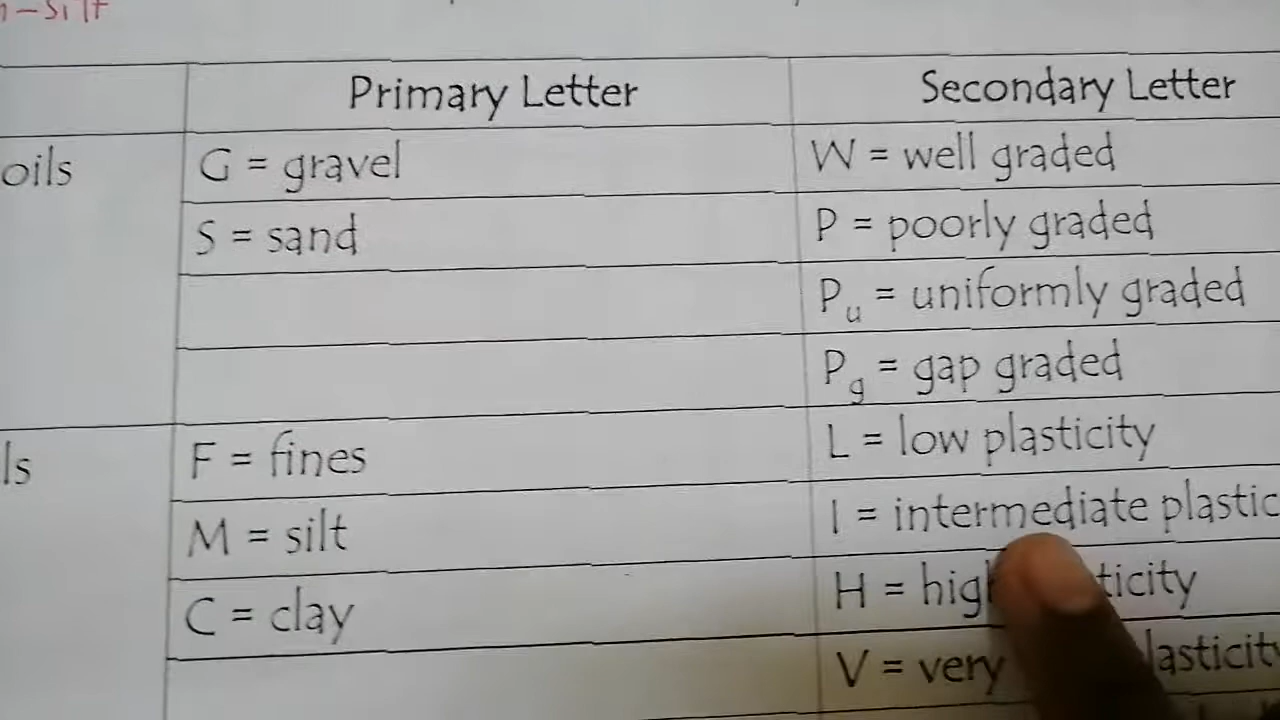 Primary Letter Secondary Letter
oils G = gravel W = well graded
S = sand P = poorly graded
Pu = uniformly graded
Pg = gap graded
ls F = fines L = low plasticity
M = silt I = intermediate plastic
C = clay H = hig ticity
V = very lasticity